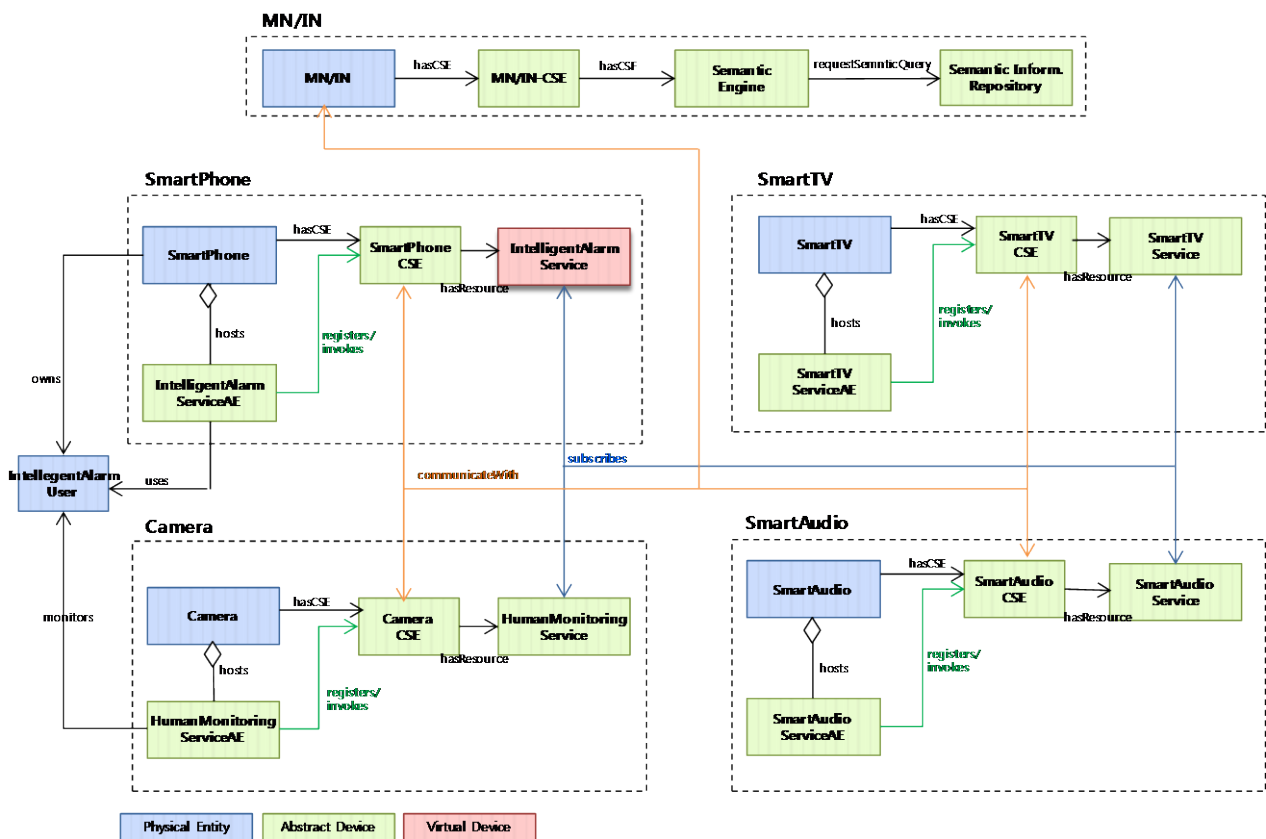 MN/IN
MN/IN
hasCSE
MN/IN-CSE
hasCSE
Semantic
Engine
requestSemnticQuery
Semantic Inform.
Repository
SmartPhone
SmartPhone
hasCSE
SmartPhone
CSE
hasResource
IntelligentAlarm
Service
hosts
registers/
invokes
IntelligentAlarm
ServiceAE
SmartTV
SmartTV
hasCSE
SmartTV
CSE
hasResource
SmartTV
Service
hosts
registers/
invokes
SmartTV
ServiceAE
owns
IntellegentAlarm
User
uses
monitors
communicateWith
subscribes
Camera
Camera
hasCSE
Camera
CSE
hasResource
HumanMonitoring
Service
hosts
registers/
invokes
HumanMonitoring
ServiceAE
SmartAudio
SmartAudio
hasCSE
SmartAudio
CSE
hasResource
SmartAudio
Service
hosts
registers/
invokes
SmartAudio
ServiceAE
Physical Entity
Abstract Device
Virtual Device